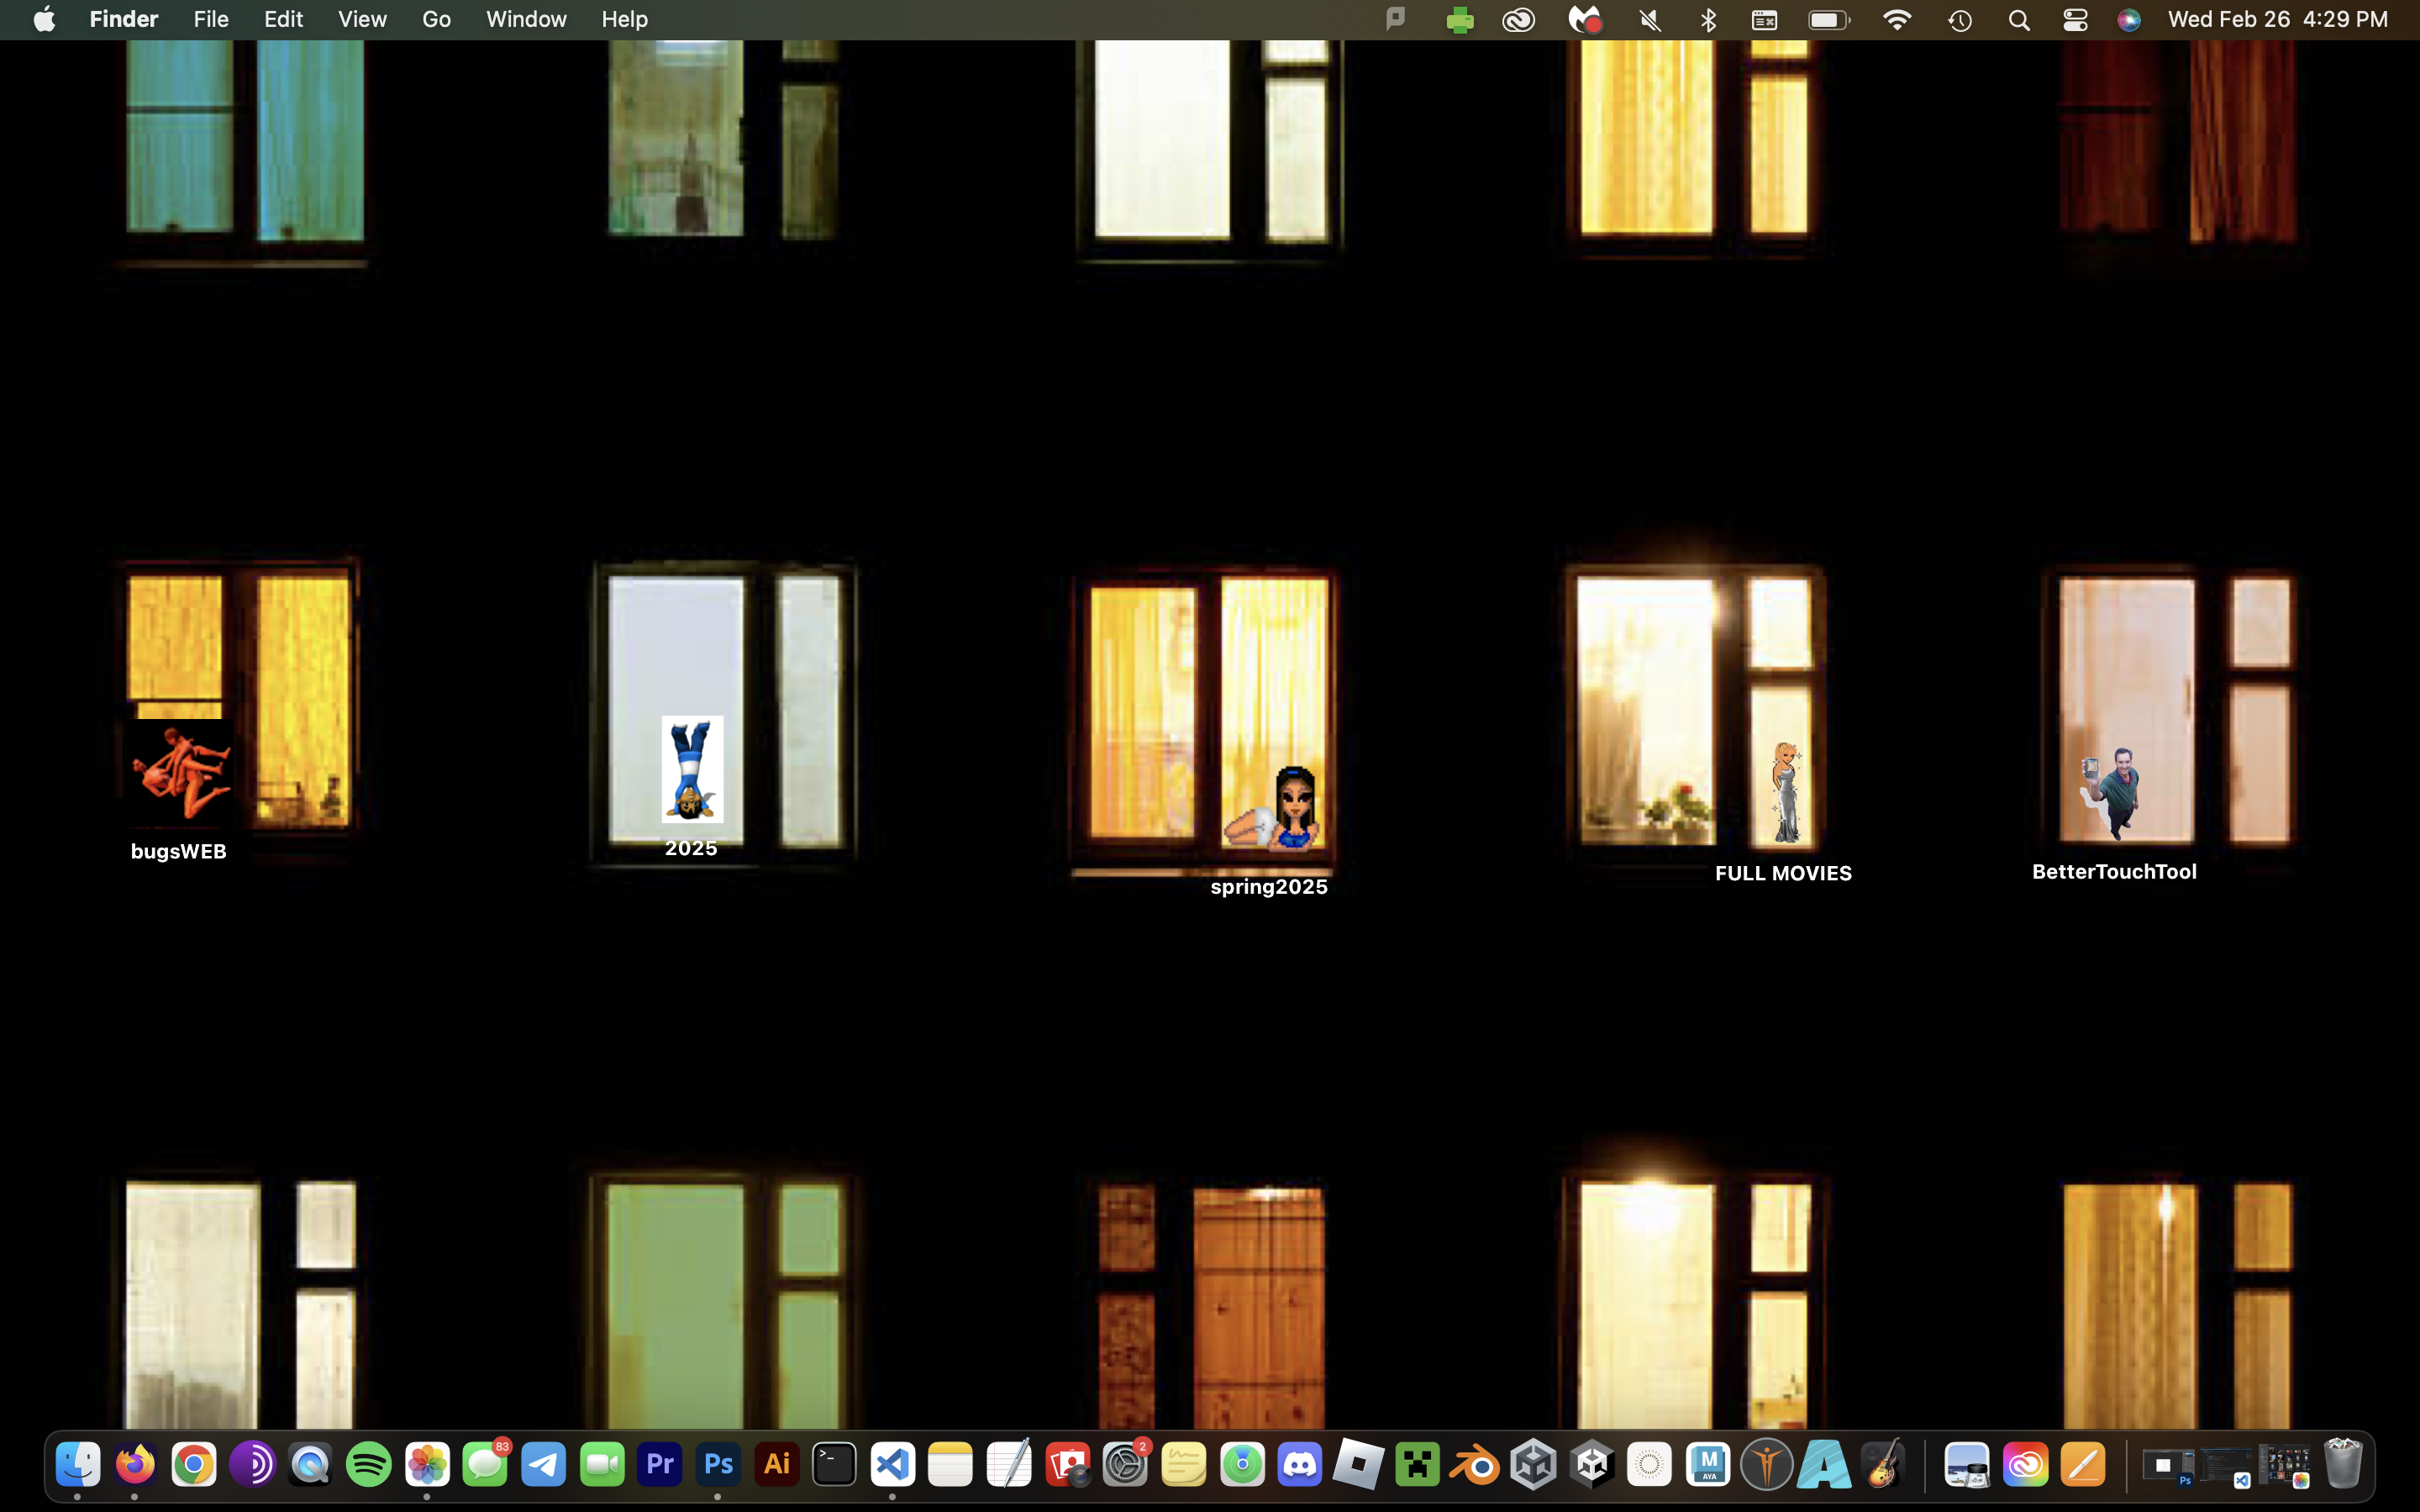 Finder File Edit View Go Window Help Wed Feb 26 4:29 PM
bugsWEB
2025
spring2025
FULL MOVIES
BetterTouchTool
83
Pr
Ps
Ai
2
M
AYA
Ps